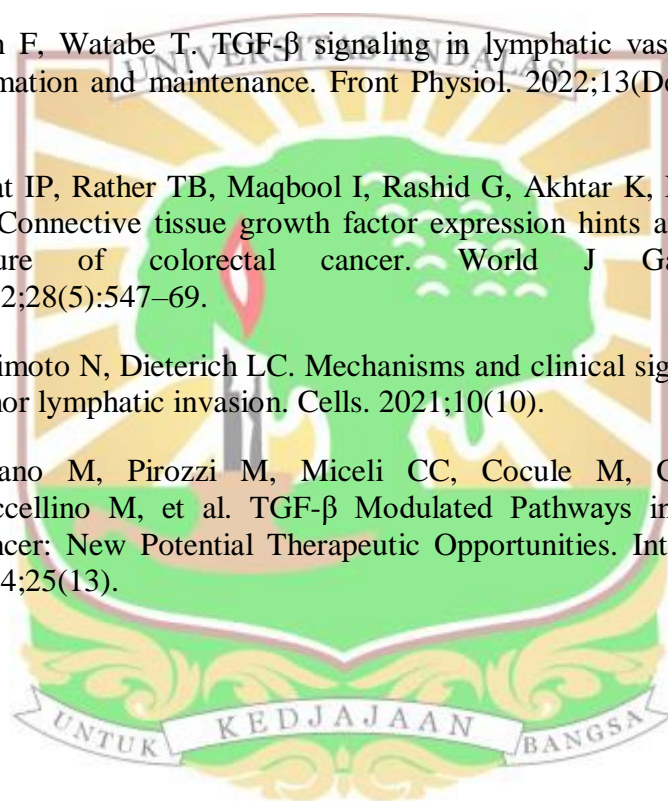 n F, Watabe T. TGF-β signaling in lymphatic vas
UNIVERSITAS ANDALAS
mation and maintenance. Front Physiol. 2022;13(De
at IP, Rather TB, Maqbool I, Rashid G, Akhtar K,
Connective tissue growth factor expression hints a
ure of colorectal cancer. World J Ga
2;28(5):547–69.
imoto N, Dieterich LC. Mechanisms and clinical sig
nor lymphatic invasion. Cells. 2021;10(10).
ano M, Pirozzi M, Miceli CC, Cocule M, C
ccellino M, et al. TGF-β Modulated Pathways in
ncer: New Potential Therapeutic Opportunities. Int
4;25(13).
UNTUK KEDJAJAAN BANGSA